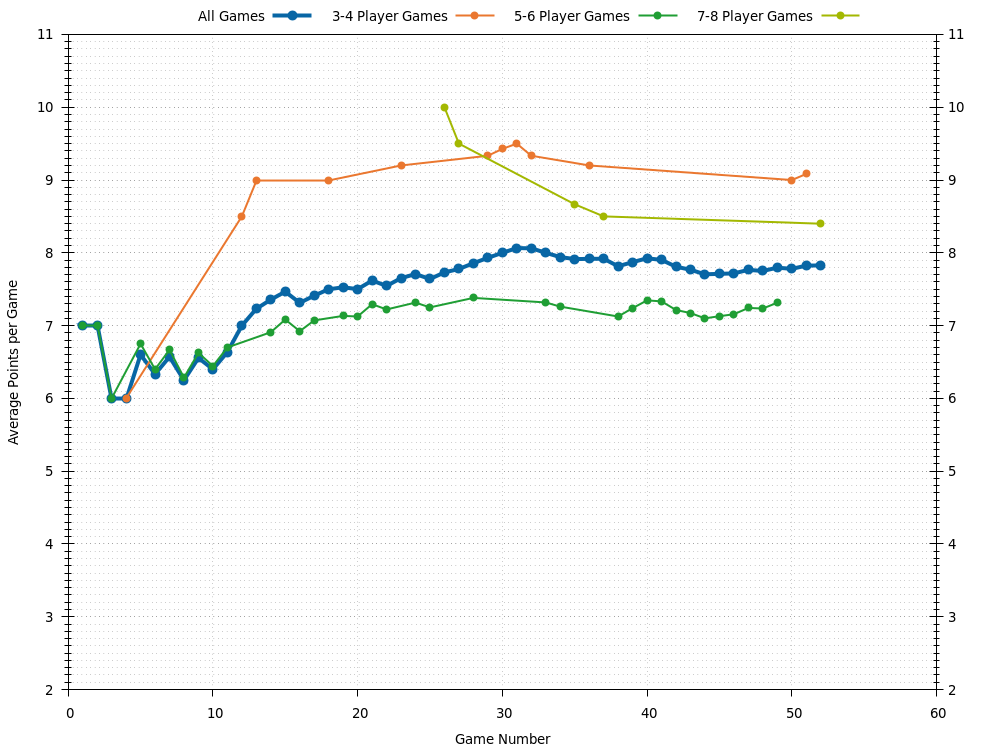 All Games 3-4 Player Games 5-6 Player Games 7-8 Player Games
11 11
10 10
9 9
8 8
7 7
6 6
5 5
4 4
3 3
2 2
Average Points per Game
0 10 20 30 40 50 60
Game Number